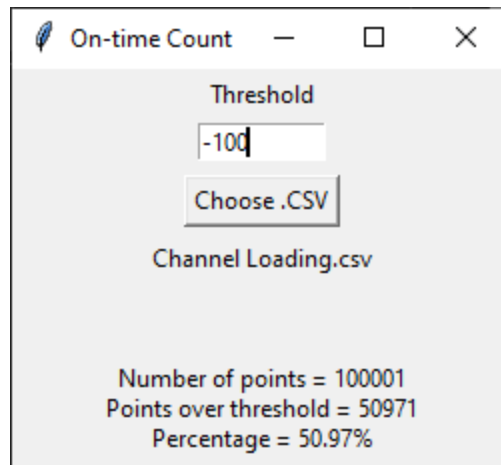 On-time Count
Threshold
-100
Choose .CSV
Channel Loading.csv
Number of points = 100001
Points over threshold = 50971
Percentage = 50.97%